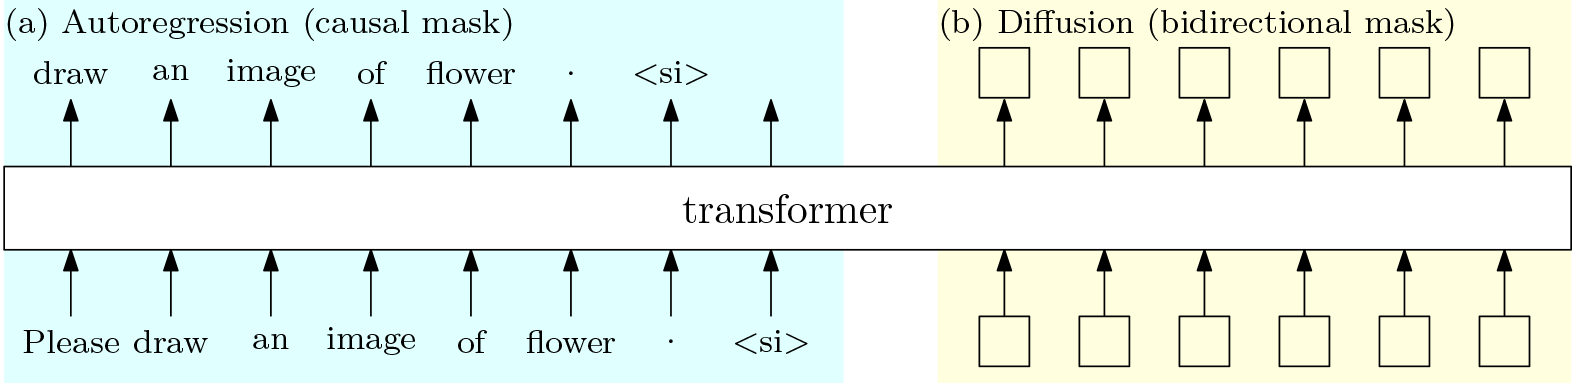 (a) Autoregression (causal mask)
(b) Diffusion (bidirectional mask)
draw an image of flower . <si>
transformer
Please draw an image of flower . <si>